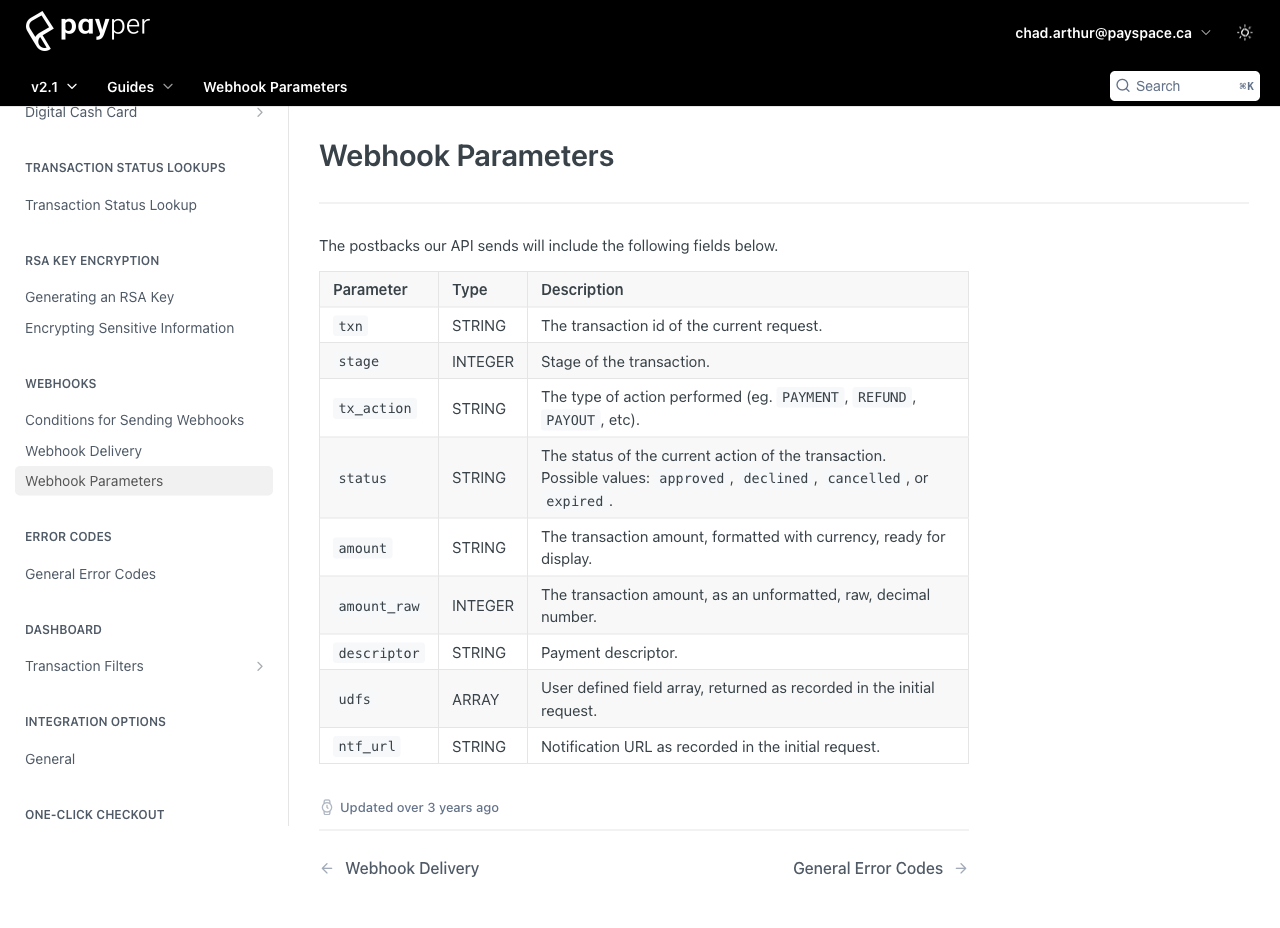 payper
chad.arthur@payspace.ca
v2.1
Guides
Webhook Parameters
Search
⌘K
Digital Cash Card
TRANSACTION STATUS LOOKUPS
Transaction Status Lookup
RSA KEY ENCRYPTION
Generating an RSA Key
Encrypting Sensitive Information
WEBHOOKS
Conditions for Sending Webhooks
Webhook Delivery
Webhook Parameters
ERROR CODES
General Error Codes
DASHBOARD
Transaction Filters
INTEGRATION OPTIONS
General
ONE-CLICK CHECKOUT
Webhook Parameters
The postbacks our API sends will include the following fields below.
Parameter Type Description
txn STRING The transaction id of the current request.
stage INTEGER Stage of the transaction.
tx_action STRING The type of action performed (eg. PAYMENT, REFUND,
PAYOUT, etc).
status STRING The status of the current action of the transaction.
Possible values: approved, declined, cancelled, or
expired.
amount STRING The transaction amount, formatted with currency, ready for
display.
amount_raw INTEGER The transaction amount, as an unformatted, raw, decimal
number.
descriptor STRING Payment descriptor.
udfs ARRAY User defined field array, returned as recorded in the initial
request.
ntf_url STRING Notification URL as recorded in the initial request.
Updated over 3 years ago
← Webhook Delivery
General Error Codes →